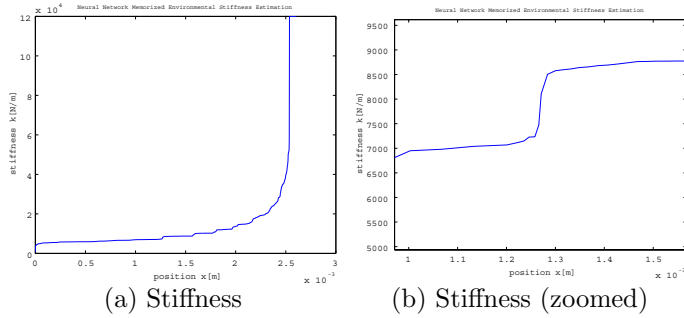 x 10⁴
Neural Network Memorized Environmental Stiffness Estimation
12
10
8
6
4
2
0
stiffness k[N/m]
0 0.5 1 1.5 2 2.5 3
position x[m]
x 10⁻³
(a) Stiffness
Neural Network Memorized Environmental Stiffness Estimation
9500
9000
8500
8000
7500
7000
6500
6000
5500
5000
stiffness k[N/m]
1 1.1 1.2 1.3 1.4 1.5
position x[m]
x 10⁻³
(b) Stiffness (zoomed)